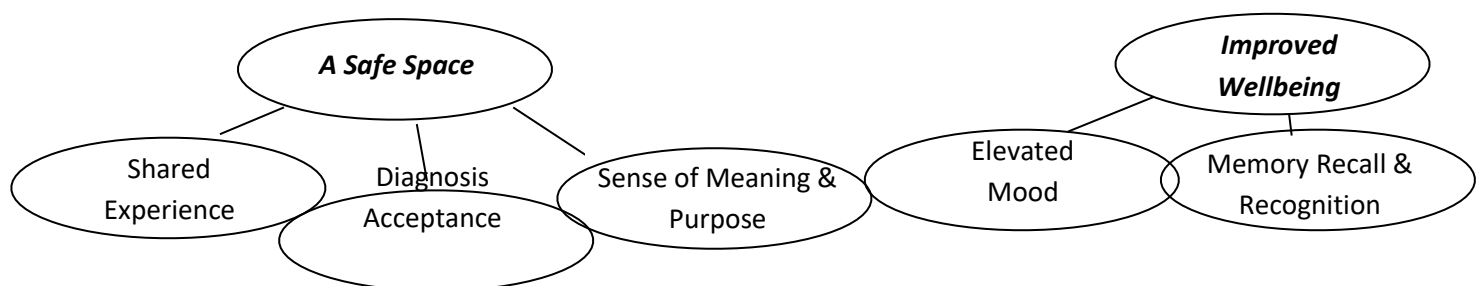 A Safe Space
Improved
Wellbeing
Shared
Experience
Diagnosis
Acceptance
Sense of Meaning &
Purpose
Elevated
Mood
Memory Recall &
Recognition